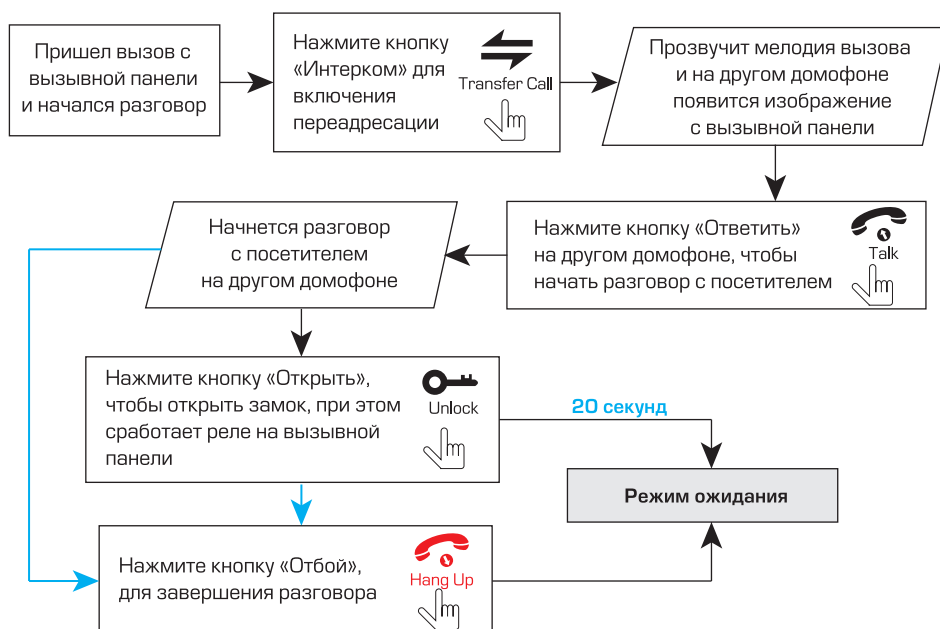 Пришел вызов с
вызывной панели
и начался разговор
Нажмите кнопку
«Интерком» для
включения
переадресации
Transfer Call
Прозвучит мелодия вызова
и на другом домофоне
появится изображение
с вызывной панели
Нажмите кнопку «Ответить»
на другом домофоне, чтобы
начать разговор с посетителем
Talk
Начнется разговор
с посетителем
на другом домофоне
Нажмите кнопку «Открыть»,
чтобы открыть замок, при этом
сработает реле на вызывной
панели
Unlock
20 секунд
Режим ожидания
Нажмите кнопку «Отбой»,
для завершения разговора
Hang Up